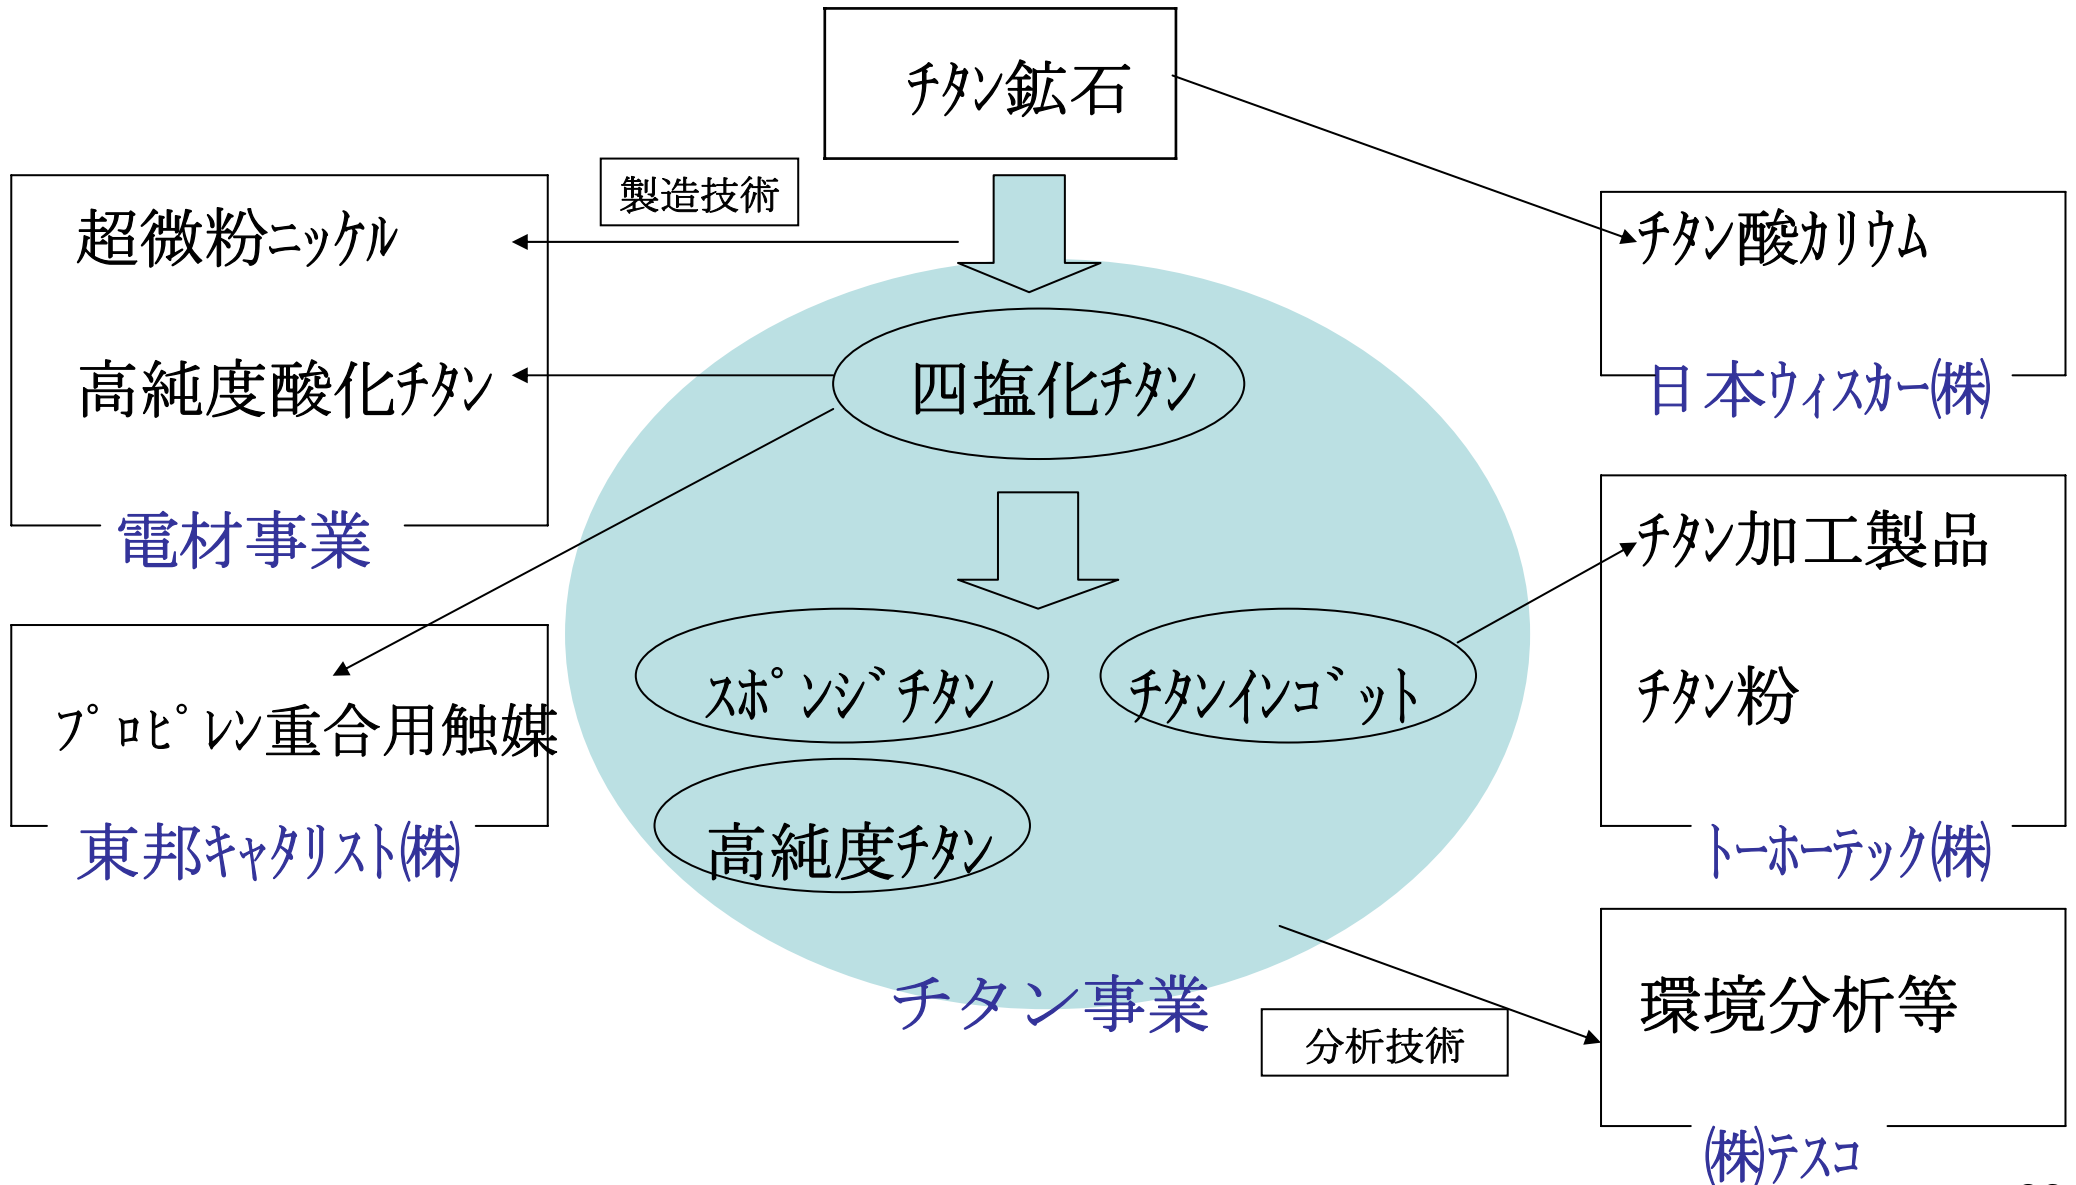 ﾁﾀﾝ鉱石
製造技術
超微粉ﾆｯｹﾙ
高純度酸化ﾁﾀﾝ
電材事業
ﾌﾟﾛﾋﾟﾚﾝ重合用触媒
東邦ｷｬﾀﾘｽﾄ㈱
四塩化ﾁﾀﾝ
ｽﾎﾟﾝｼﾞﾁﾀﾝ
ﾁﾀﾝｲﾝｺﾞｯﾄ
高純度ﾁﾀﾝ
チタン事業
分析技術
ﾁﾀﾝ酸ｶﾘｳﾑ
日本ｳｨｽｶｰ㈱
ﾁﾀﾝ加工製品
ﾁﾀﾝ粉
ﾄｰﾎｰﾃｯｸ㈱
環境分析等
㈱ﾃｽｺ